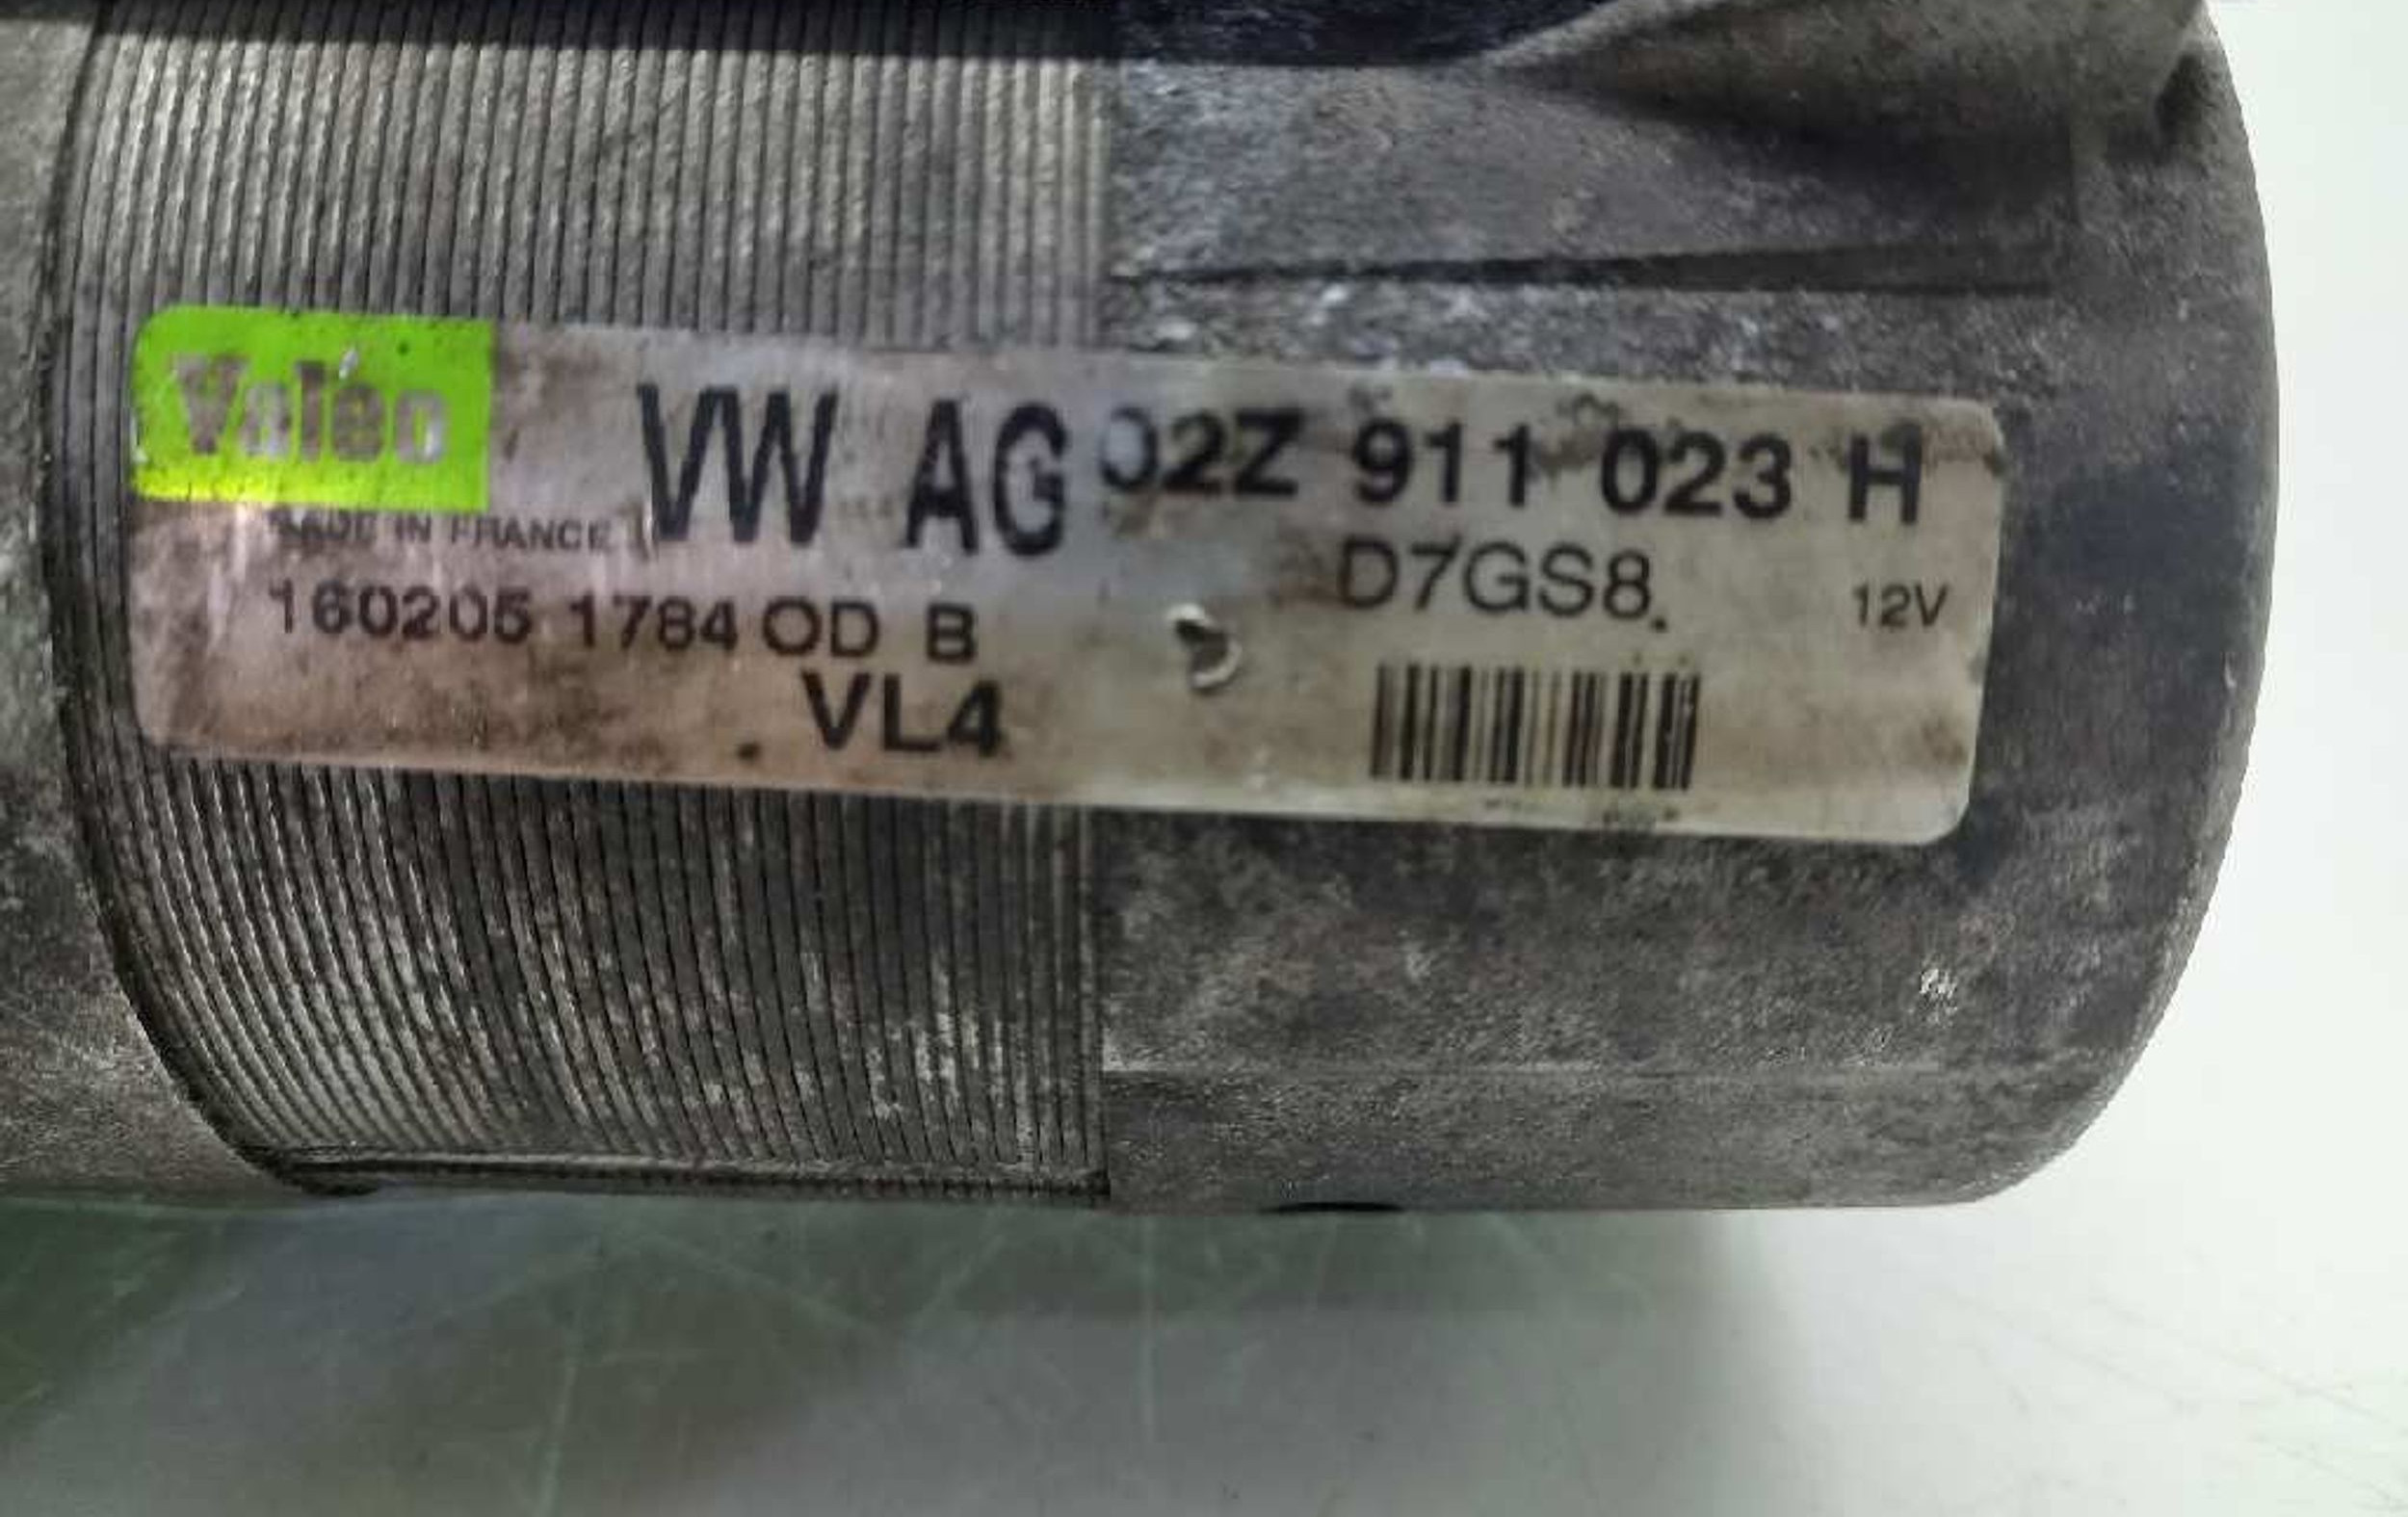 Valeo
VW AG 02Z 911 023 H
MADE IN FRANCE
D7GS8. 12V
160205 1784 OD B
VL4